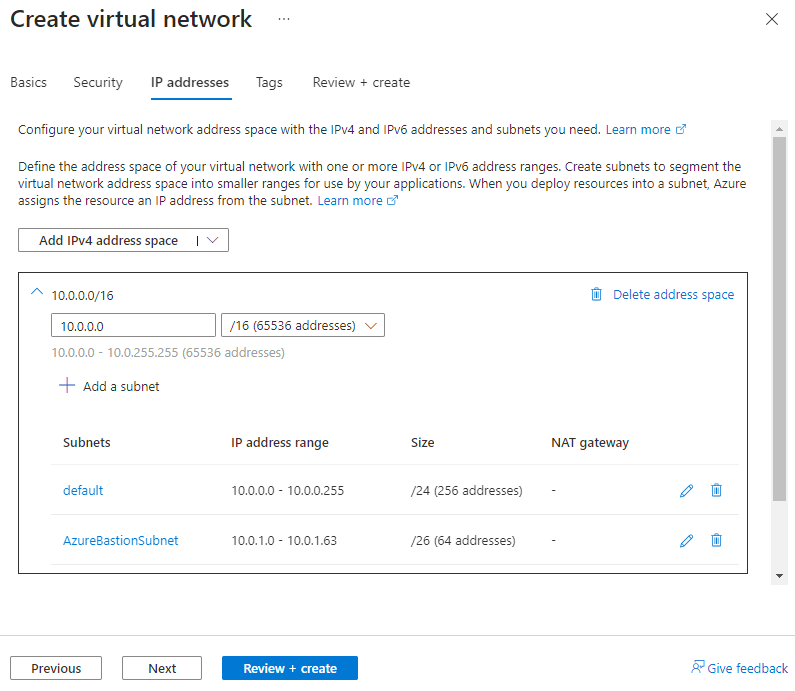 Create virtual network ...
Basics Security IP addresses Tags Review + create
Configure your virtual network address space with the IPv4 and IPv6 addresses and subnets you need. Learn more
Define the address space of your virtual network with one or more IPv4 or IPv6 address ranges. Create subnets to segment the
virtual network address space into smaller ranges for use by your applications. When you deploy resources into a subnet, Azure
assigns the resource an IP address from the subnet. Learn more
Add IPv4 address space |
10.0.0.0/16 Delete address space
10.0.0.0 /16 (65536 addresses)
10.0.0.0 - 10.0.255.255 (65536 addresses)
Add a subnet
Subnets IP address range Size NAT gateway
default 10.0.0.0 - 10.0.0.255 /24 (256 addresses) -
AzureBastionSubnet 10.0.1.0 - 10.0.1.63 /26 (64 addresses) -
Previous Next Review + create Give feedback